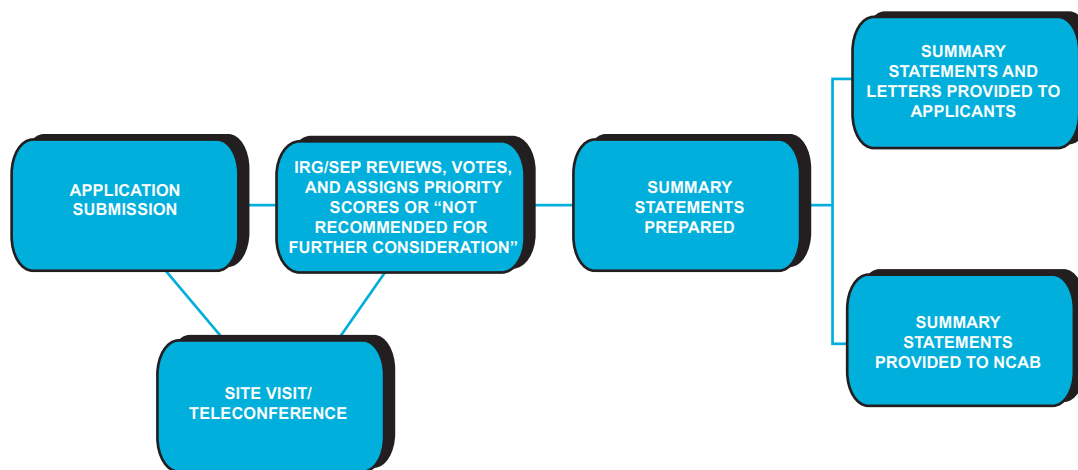 APPLICATION
SUBMISSION
IRG/SEP REVIEWS, VOTES,
AND ASSIGNS PRIORITY
SCORES OR “NOT
RECOMMENDED FOR
FURTHER CONSIDERATION”
SITE VISIT/
TELECONFERENCE
SUMMARY
STATEMENTS
PREPARED
SUMMARY
STATEMENTS AND
LETTERS PROVIDED TO
APPLICANTS
SUMMARY
STATEMENTS
PROVIDED TO NCAB